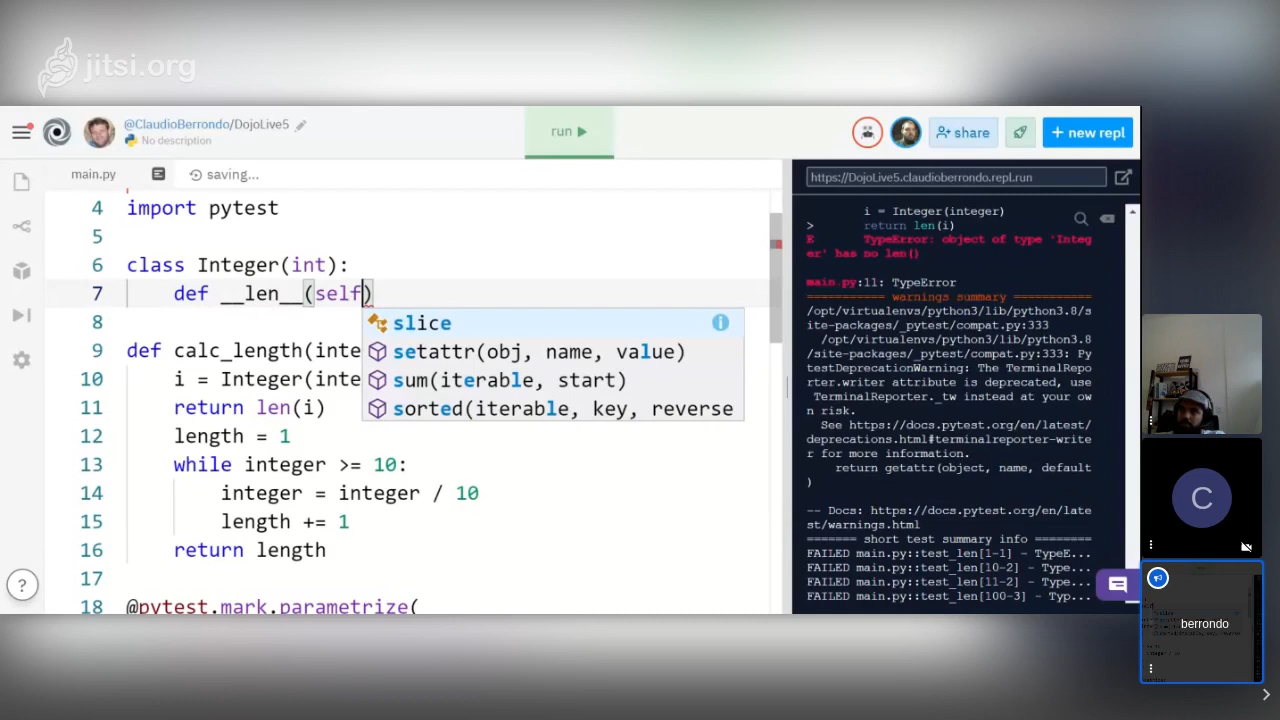 jitsi.org
@ClaudioBerrondo/DojoLive5
No description
run
share
+ new repl
main.py
saving...
https://DojoLive5.claudioberrondo.repl.run
4 import pytest
5
6 class Integer(int):
7 def __len__(self)
8
9 def calc_length(inte
10 i = Integer(inte
11 return len(i)
12 length = 1
13 while integer >= 10:
14 integer = integer / 10
15 length += 1
16 return length
17
18 @pytest.mark.parametrize(
slice
setattr(obj, name, value)
sum(iterable, start)
sorted(iterable, key, reverse
i = Integer(integer)
> return len(i)
E TypeError: object of type 'Integ
er' has no len()
main.py:11: TypeError
=========== warnings summary ===========
/opt/virtualenvs/python3/lib/python3.8/s
ite-packages/_pytest/compat.py:333
/opt/virtualenvs/python3/lib/python3.8
/site-packages/_pytest/compat.py:333: Py
testDeprecationWarning: The TerminalRepo
rter.writer attribute is deprecated, use
TerminalReporter._tw instead at your ow
n risk.
See https://docs.pytest.org/en/latest/
deprecations.html#terminalreporter-write
r for more information.
return getattr(object, name, default
)
-- Docs: https://docs.pytest.org/en/late
st/warnings.html
======= short test summary info ========
FAILED main.py::test_len[1-1] - TypeE...
FAILED main.py::test_len[10-2] - Type...
FAILED main.py::test_len[11-2] - Type...
FAILED main.py::test_len[100-3] - Typ...
?
C
berrondo